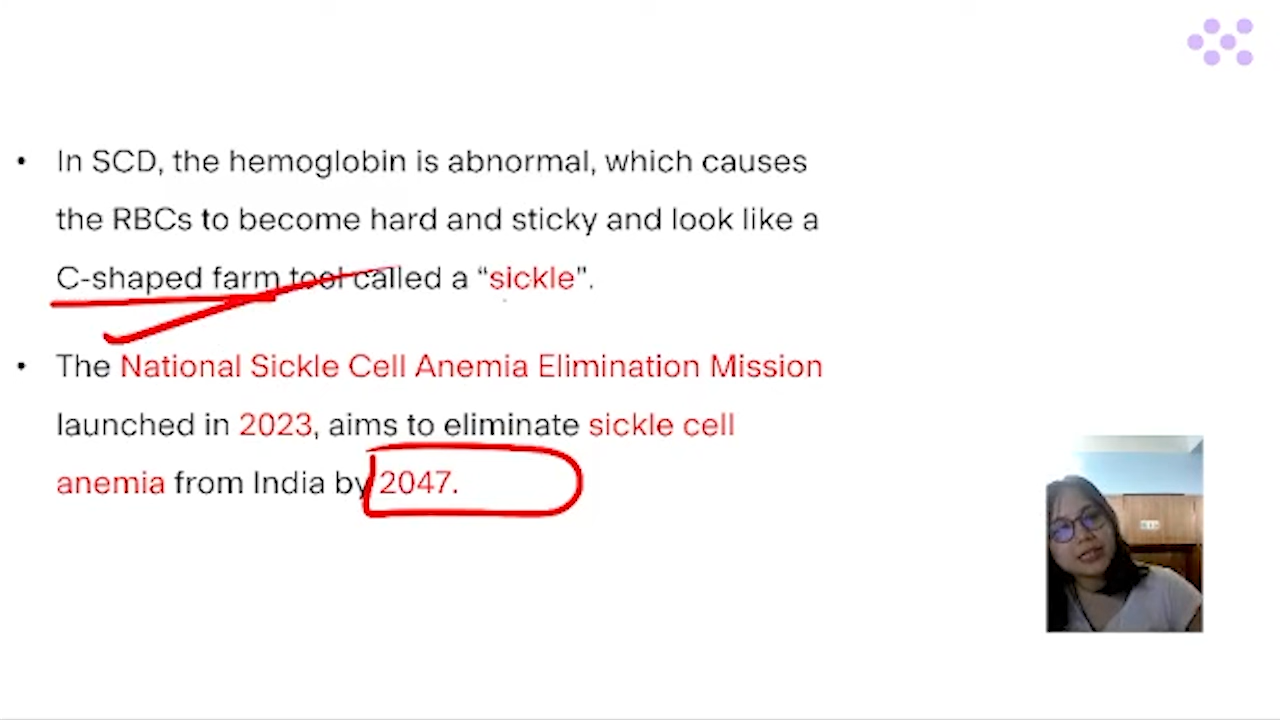 • In SCD, the hemoglobin is abnormal, which causes
the RBCs to become hard and sticky and look like a
C-shaped farm tool called a “sickle”.
• The National Sickle Cell Anemia Elimination Mission
launched in 2023, aims to eliminate sickle cell
anemia from India by 2047.